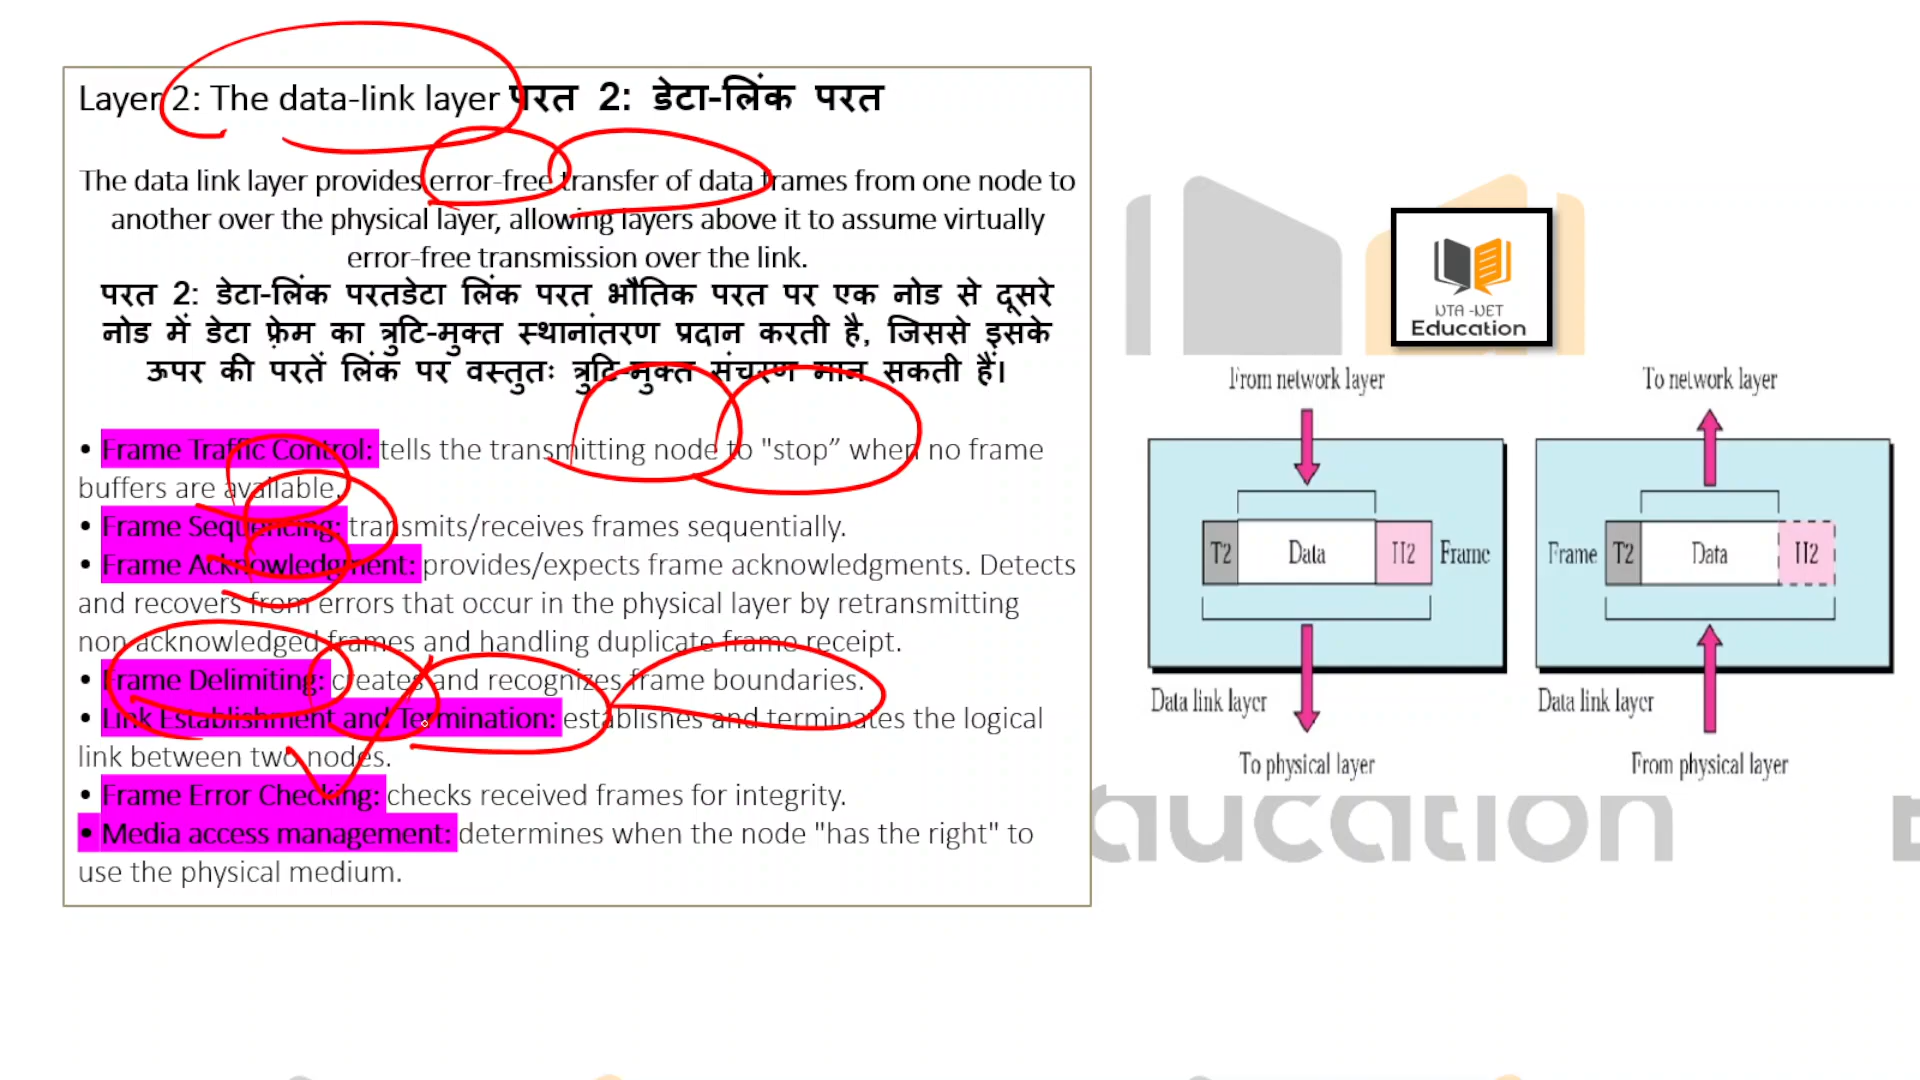 Layer 2: The data-link layer परत 2: डेटा-लिंक परत
The data link layer provides error-free transfer of data frames from one node to
another over the physical layer, allowing layers above it to assume virtually
error-free transmission over the link.
परत 2: डेटा-लिंक परतडेटा लिंक परत भौतिक परत पर एक नोड से दूसरे
नोड में डेटा फ़्रेम का त्रुटि-मुक्त स्थानांतरण प्रदान करती है, जिससे इसके
ऊपर की परतें लिंक पर वस्तुतः त्रुटि-मुक्त संचरण मान सकती हैं।
• Frame Traffic Control: tells the transmitting node to "stop” when no frame
buffers are available.
• Frame Sequencing: transmits/receives frames sequentially.
• Frame Acknowledgment: provides/expects frame acknowledgments. Detects
and recovers from errors that occur in the physical layer by retransmitting
non-acknowledged frames and handling duplicate frame receipt.
• Frame Delimiting: creates and recognizes frame boundaries.
• Link Establishment and Termination: establishes and terminates the logical
link between two nodes.
• Frame Error Checking: checks received frames for integrity.
• Media access management: determines when the node "has the right" to
use the physical medium.
NTA -NET
Education
From network layer
T2 Data H2 Frame
Data link layer
To physical layer
To network layer
Frame T2 Data H2
Data link layer
From physical layer
ducation